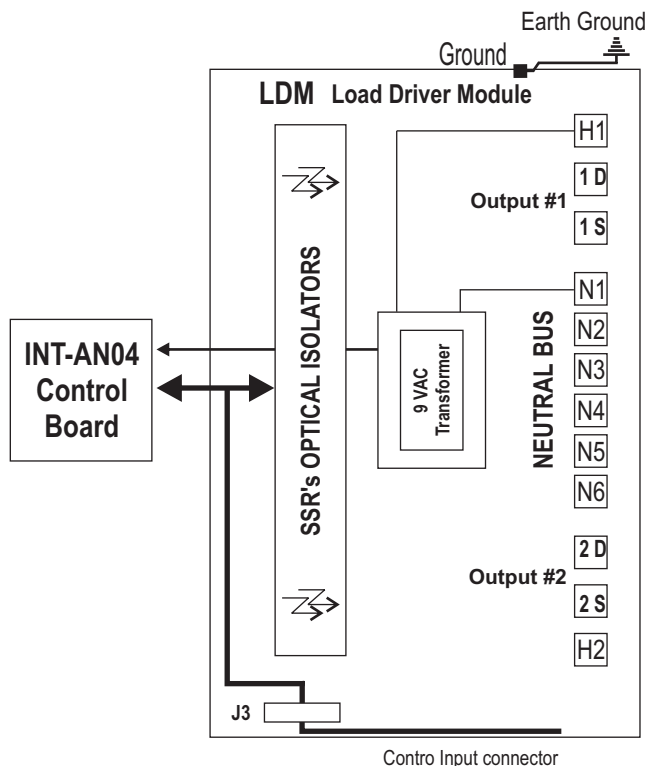 Earth Ground
Ground
LDM Load Driver Module
H1
1 D
Output #1
1 S
N1
N2
N3
N4
N5
N6
NEUTRAL BUS
9 VAC
Transformer
SSR's OPTICAL ISOLATORS
INT-AN04
Control
Board
2 D
Output #2
2 S
H2
J3
Contro Input connector